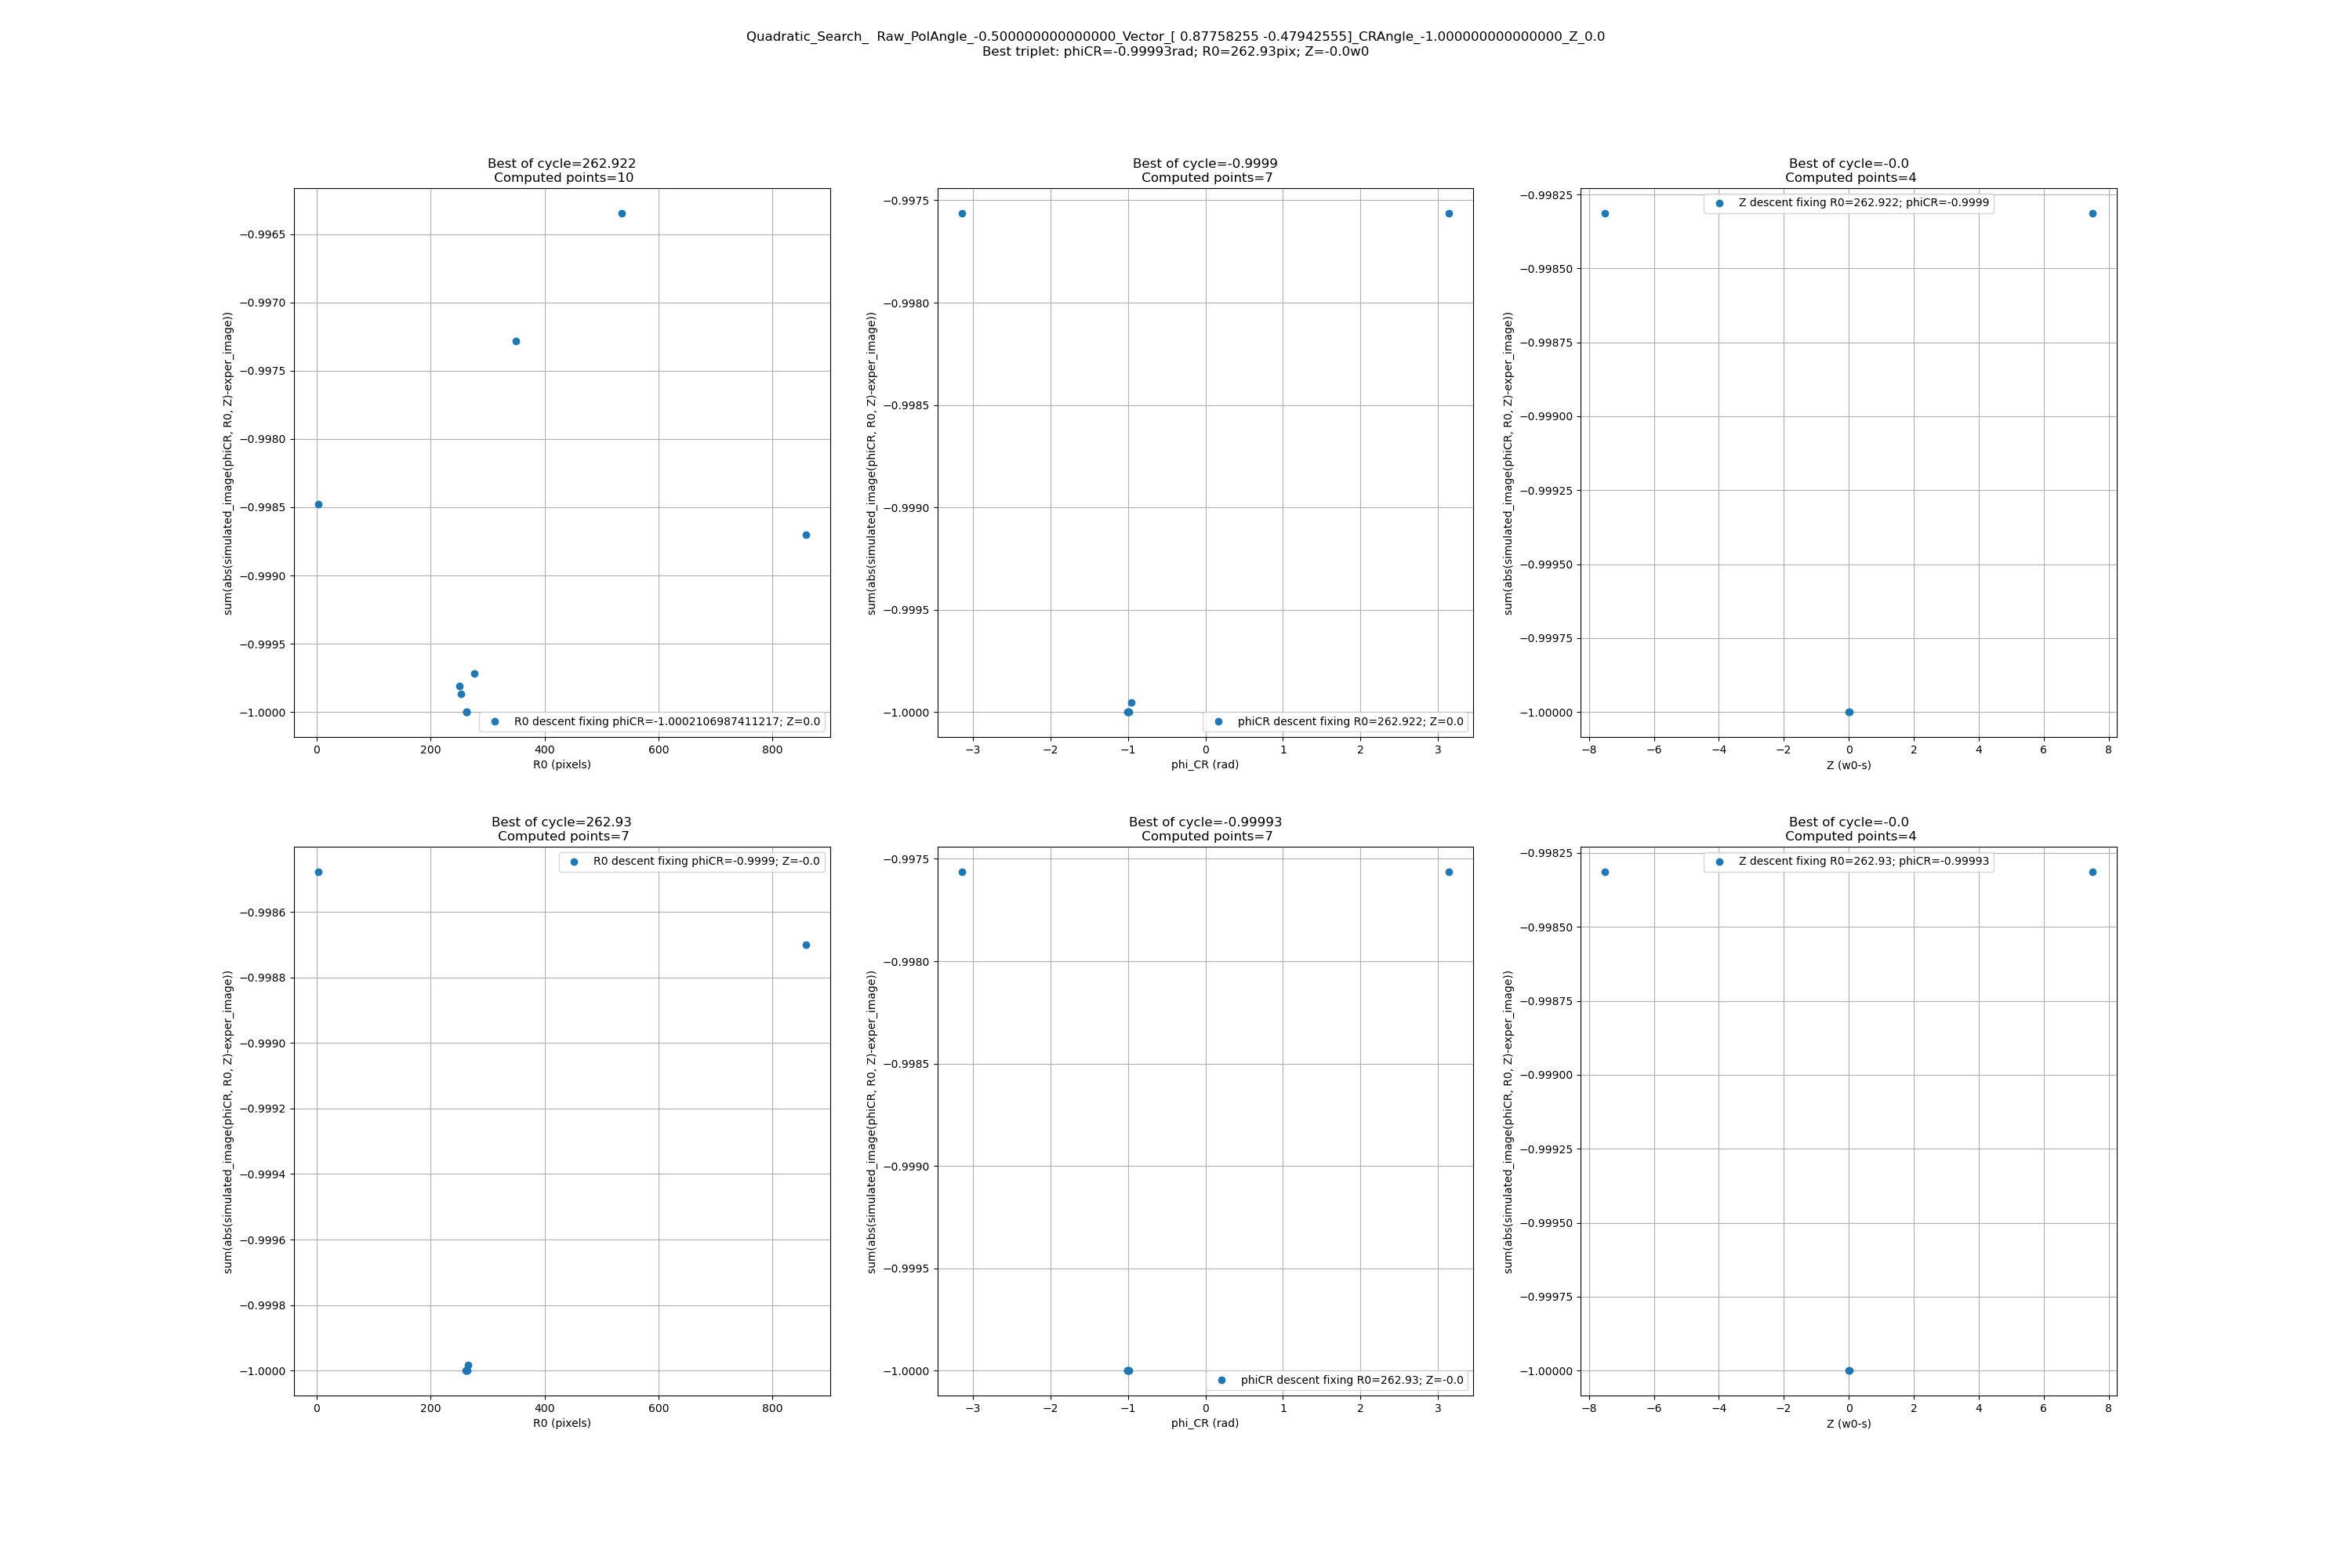 Quadratic_Search_  Raw_PolAngle_-0.500000000000000_Vector_[ 0.87758255 -0.47942555]_CRAngle_-1.000000000000000_Z_0.0
Best triplet: phiCR=-0.99993rad; R0=262.93pix; Z=-0.0w0
Best of cycle=262.922
Computed points=10
sum(abs(simulated_image(phiCR, R0, Z)-exper_image))
−0.9965
−0.9970
−0.9975
−0.9980
−0.9985
−0.9990
−0.9995
−1.0000
R0 descent fixing phiCR=-1.0002106987411217; Z=0.0
0 200 400 600 800
R0 (pixels)
Best of cycle=-0.9999
Computed points=7
sum(abs(simulated_image(phiCR, R0, Z)-exper_image))
−0.9975
−0.9980
−0.9985
−0.9990
−0.9995
−1.0000
phiCR descent fixing R0=262.922; Z=0.0
−3 −2 −1 0 1 2 3
phi_CR (rad)
Best of cycle=-0.0
Computed points=4
sum(abs(simulated_image(phiCR, R0, Z)-exper_image))
Z descent fixing R0=262.922; phiCR=-0.9999
−0.99825
−0.99850
−0.99875
−0.99900
−0.99925
−0.99950
−0.99975
−1.00000
−8 −6 −4 −2 0 2 4 6 8
Z (w0-s)
Best of cycle=262.93
Computed points=7
sum(abs(simulated_image(phiCR, R0, Z)-exper_image))
R0 descent fixing phiCR=-0.9999; Z=-0.0
−0.9986
−0.9988
−0.9990
−0.9992
−0.9994
−0.9996
−0.9998
−1.0000
0 200 400 600 800
R0 (pixels)
Best of cycle=-0.99993
Computed points=7
sum(abs(simulated_image(phiCR, R0, Z)-exper_image))
−0.9975
−0.9980
−0.9985
−0.9990
−0.9995
−1.0000
phiCR descent fixing R0=262.93; Z=-0.0
−3 −2 −1 0 1 2 3
phi_CR (rad)
Best of cycle=-0.0
Computed points=4
sum(abs(simulated_image(phiCR, R0, Z)-exper_image))
Z descent fixing R0=262.93; phiCR=-0.99993
−0.99825
−0.99850
−0.99875
−0.99900
−0.99925
−0.99950
−0.99975
−1.00000
−8 −6 −4 −2 0 2 4 6 8
Z (w0-s)